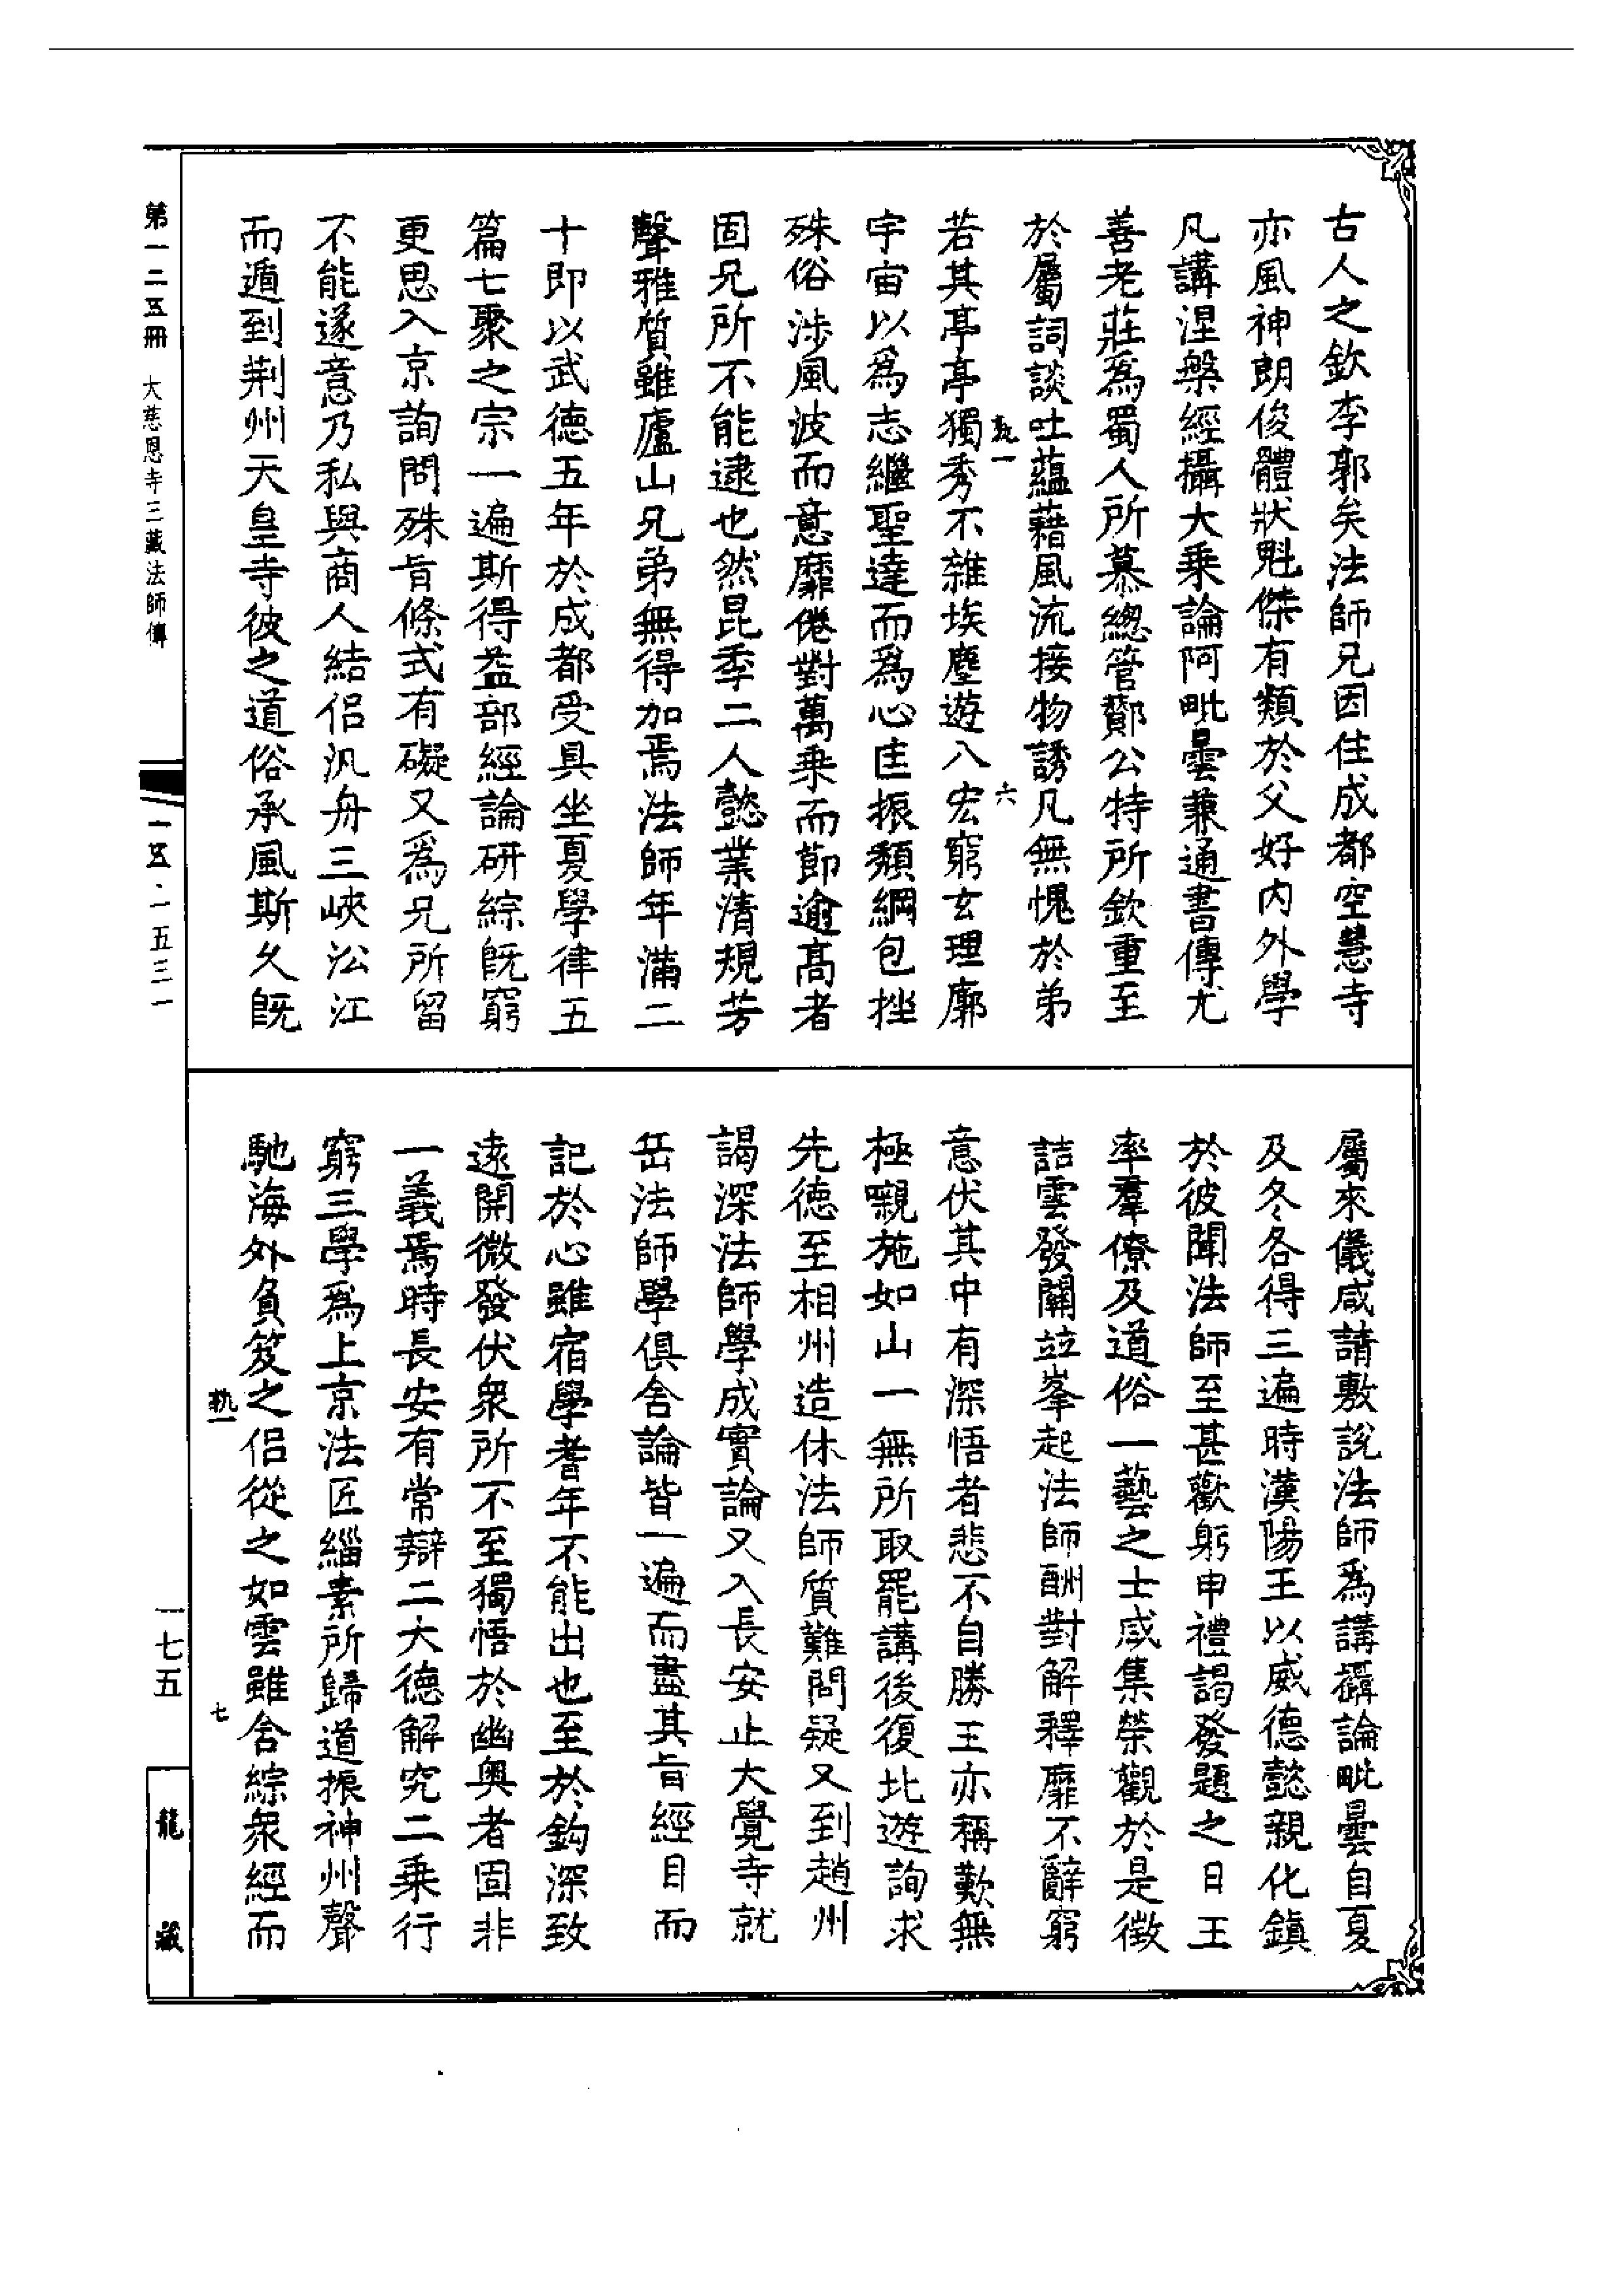 古人之欽李郭矣法師兄因住成都空慧寺
亦風神朗俊體狀魁傑有類於父好內外學
凡講涅槃經攝大乘論阿毗曇兼通書傳尤
善老莊為蜀人所慕總管酇公特所欽重至
於屬詞談吐蘊藉風流接物誘凡無愧於弟
執一 六
若其亭亭獨秀不雜埃塵遊八宏窮玄理廓
宇宙以爲志繼聖達而爲心匡振頹綱包挫
殊俗涉風波而意靡倦對萬乘而節逾高者
固兄所不能逮也然昆季二人懿業清規芳
聲雅質雖廬山兄弟無得加焉法師年滿二
十即以武德五年於成都受具坐夏學律五
篇七聚之宗一遍斯得益部經論研綜既窮
更思入京詢問殊旨條式有礙又爲兄所留
不能遂意乃私與商人結侶汎舟三峽沿江
而遁到荆州天皇寺彼之道俗承風斯久既
屬來儀咸請敷說法師爲講攝論毗曇自夏
及冬各得三遍時漢陽王以威德懿親化鎮
於彼聞法師至甚歡躬申禮謁發題之日王
率羣僚及道俗一藝之士咸集榮觀於是徵
詰雲發關竝峯起法師酬對解釋靡不辭窮
意伏其中有深悟者悲不自勝王亦稱歎無
極嚫施如山一無所取罷講後復北遊詢求
先德至相州造休法師質難問疑又到趙州
謁深法師學成實論又入長安止大覺寺就
岳法師學俱舍論皆一遍而盡其旨經目而
記於心雖宿學耆年不能出也至於鈎深致
遠開微發伏衆所不至獨悟於幽奧者固非
一義焉時長安有常辯二大德解究二乘行
窮三學爲上京法匠緇素所歸道振神州聲
馳海外負笈之侶從之如雲雖含綜衆經而
執一 七
第一二五冊 大慈恩寺三藏法師傳
一五·一五三一
一七五
龍藏